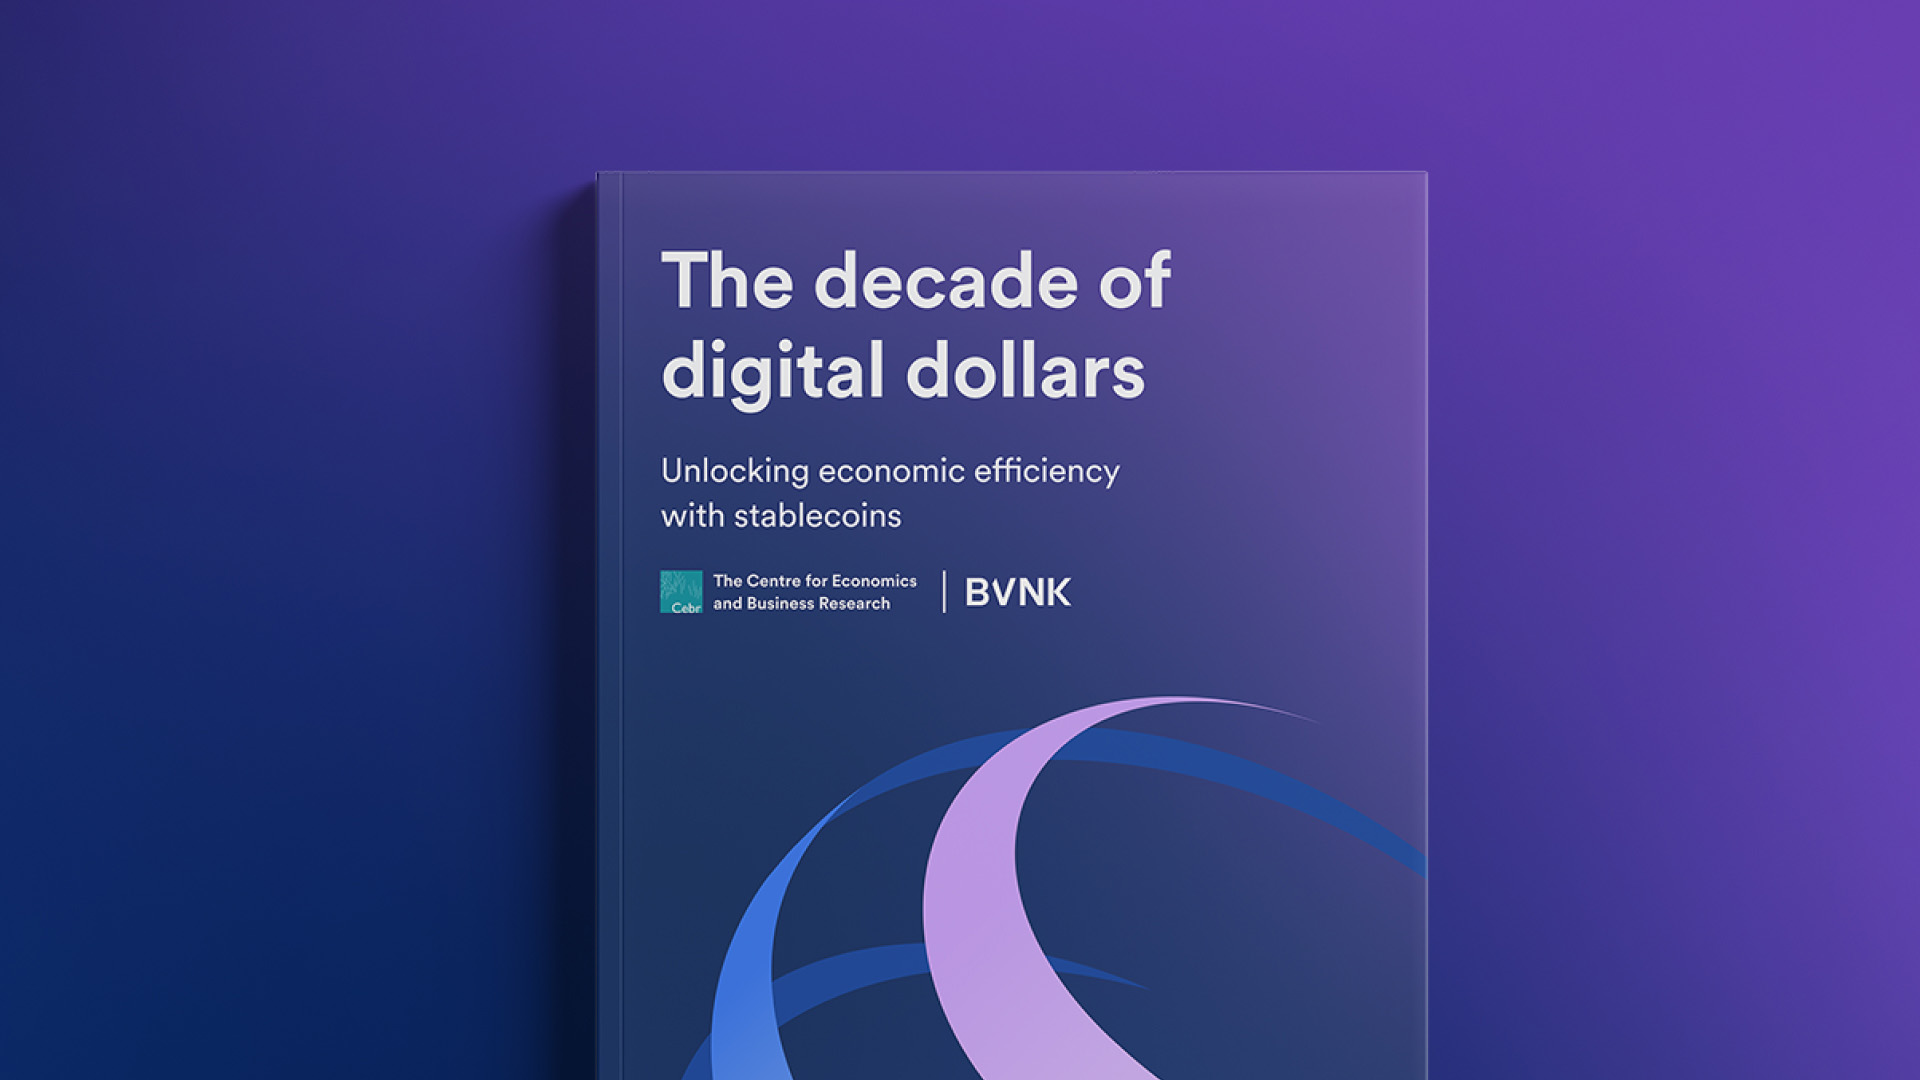 The decade of
digital dollars
Unlocking economic efficiency
with stablecoins
Cebr
The Centre for Economics
and Business Research
BVNK